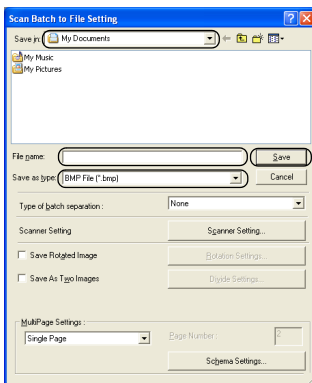 Scan Batch to File Setting
Save in: My Documents
My Music
My Pictures
File name: Save
Save as type: BMP File (*.bmp) Cancel
Type of batch separation : None
Scanner Setting Scanner Setting...
Save Rotated Image Rotation Settings...
Save As Two Images Divide Settings...
MultiPage Settings :
Single Page Page Number : 2
Schema Settings...